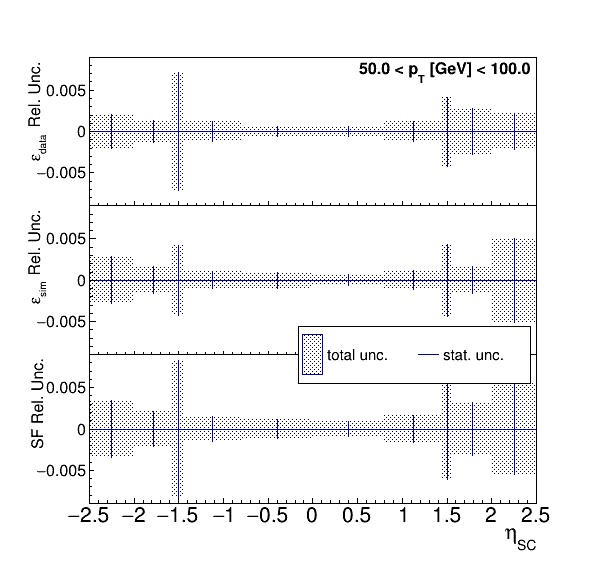 50.0 < p_T [GeV] < 100.0
ε_data Rel. Unc.
0.005
0
−0.005
ε_sim Rel. Unc.
0.005
0
−0.005
total unc.
stat. unc.
SF Rel. Unc.
0.005
0
−0.005
−2.5 −2 −1.5 −1 −0.5 0 0.5 1 1.5 2 2.5
η_SC